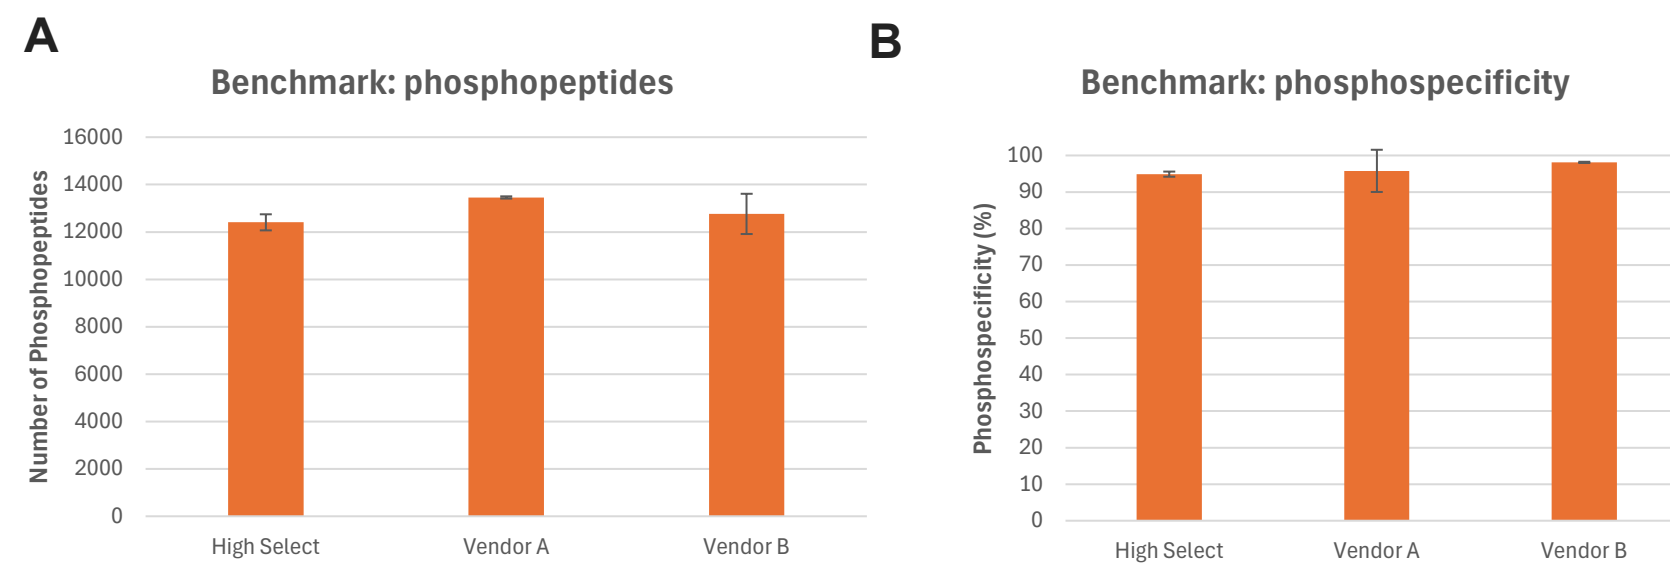 A
Benchmark: phosphopeptides
Number of Phosphopeptides
16000
14000
12000
10000
8000
6000
4000
2000
0
High Select
Vendor A
Vendor B
B
Benchmark: phosphospecificity
Phosphospecificity (%)
100
90
80
70
60
50
40
30
20
10
0
High Select
Vendor A
Vendor B